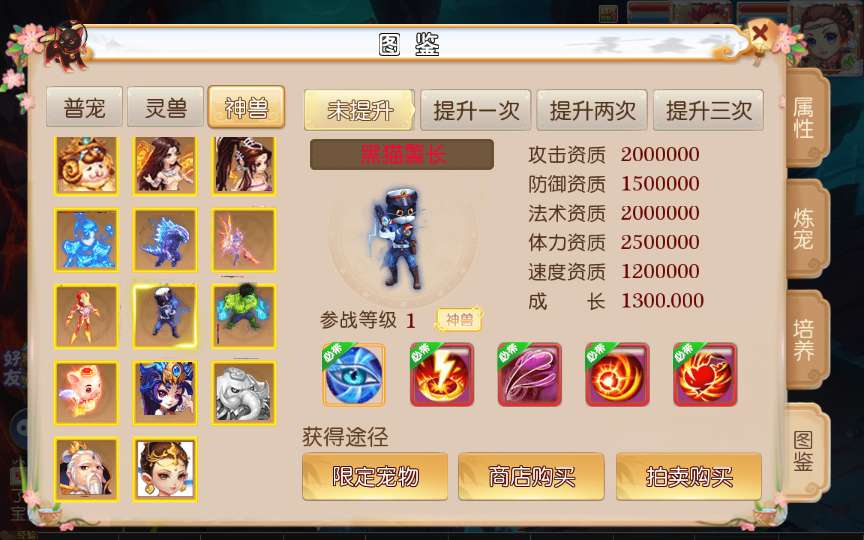 图 鉴
普宠 灵兽 神兽
未提升 提升一次 提升两次 提升三次
属性
炼宠
培养
图鉴
黑猫警长
攻击资质 2000000
防御资质 1500000
法术资质 2000000
体力资质 2500000
速度资质 1200000
成 长 1300.000
参战等级 1 神兽
必带 必带 必带 必带 必带
获得途径
限定宠物 商店购买 拍卖购买
好友
宝
经验